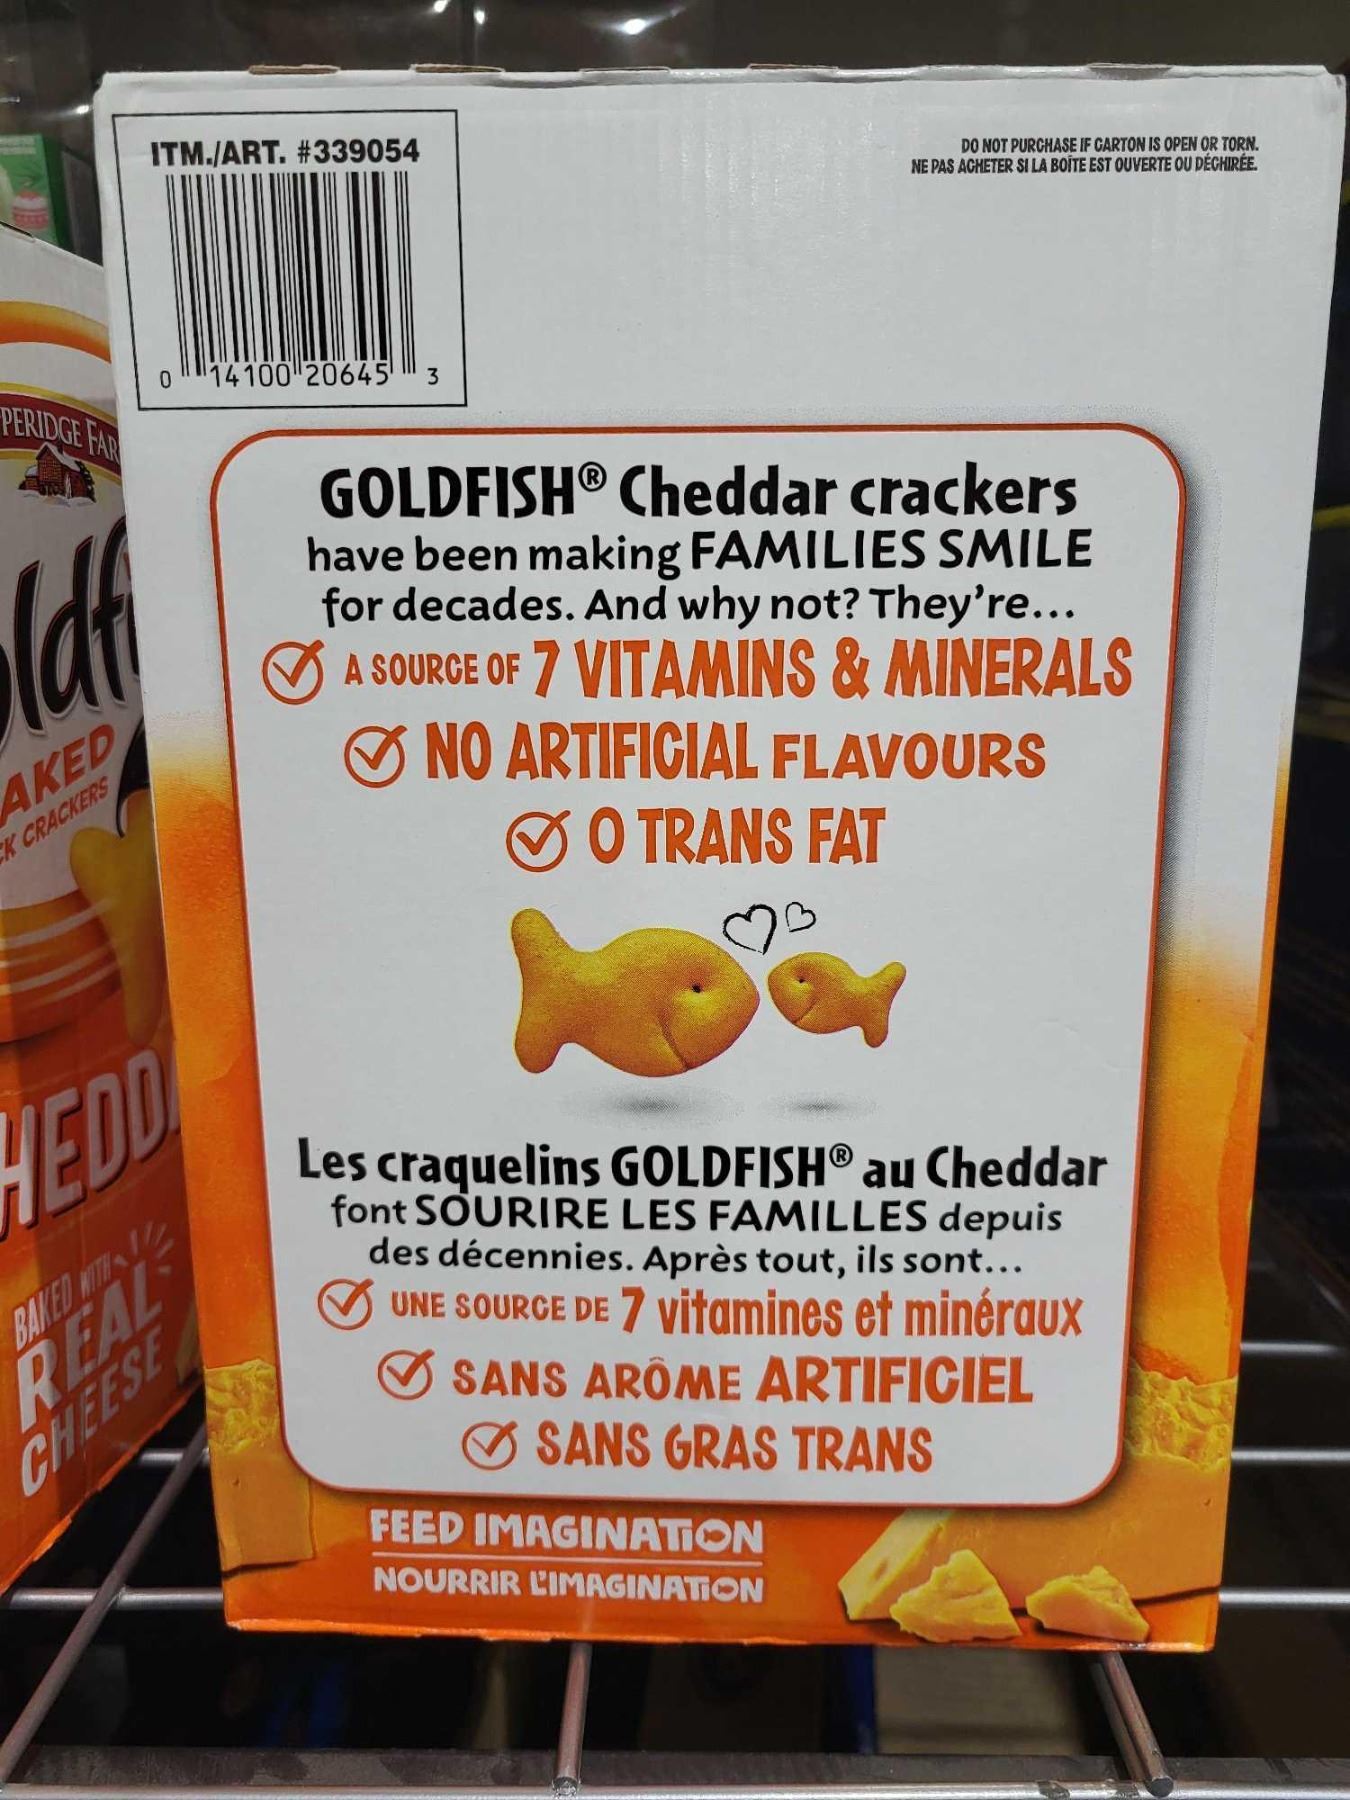 ITM./ART. #339054
0 14100 20645 3
DO NOT PURCHASE IF CARTON IS OPEN OR TORN.
NE PAS ACHETER SI LA BOÎTE EST OUVERTE OU DÉCHIRÉE.
GOLDFISH® Cheddar crackers
have been making FAMILIES SMILE
for decades. And why not? They're...
A SOURCE OF 7 VITAMINS & MINERALS
NO ARTIFICIAL FLAVOURS
0 TRANS FAT
Les craquelins GOLDFISH® au Cheddar
font SOURIRE LES FAMILLES depuis
des décennies. Après tout, ils sont...
UNE SOURCE DE 7 vitamines et minéraux
SANS ARÔME ARTIFICIEL
SANS GRAS TRANS
FEED IMAGINATION
NOURRIR L'IMAGINATION
PERIDGE FAR
oldf
AKED
CK CRACKERS
HEDDA
BAKED WITH
REAL
CHEESE